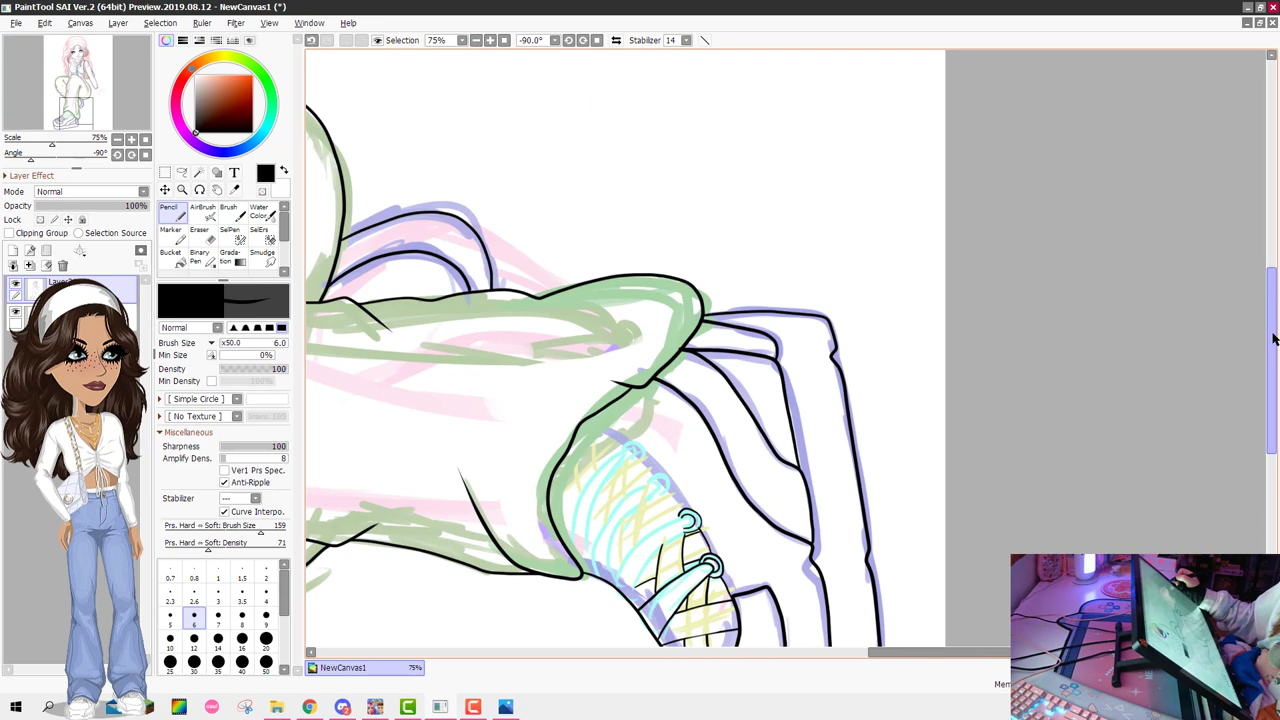 PaintTool SAI Ver.2 (64bit) Preview.2019.08.12 - NewCanvas1 (*)
File Edit Canvas Layer Selection Ruler Filter View Window Help
Selection 75% -90.0° Stabilizer 14
Scale 75%
Angle -90°
Layer Effect
Mode Normal
Opacity 100%
Lock
Clipping Group Selection Source
T
Pencil AirBrush Brush Water Color
Marker Eraser SelPen SelErs
Bucket Binary Pen Gradation Smudge
Normal
Brush Size x50.0 6.0
Min Size 0%
Density 100
Min Density 100%
[ Simple Circle ]
[ No Texture ]
Miscellaneous
Sharpness 100
Amplify Dens. 8
Ver1 Prs Spec.
Anti-Ripple
Stabilizer ---
Curve Interpo.
Prs. Hard ⇔ Soft: Brush Size 159
Prs. Hard ⇔ Soft: Density 71
0.7 0.8 1 1.5 2
2.3 2.6 3 3.5 4
5 6 7 8 9
10 12 14 16 20
25 30 35 40 50
NewCanvas1 75%